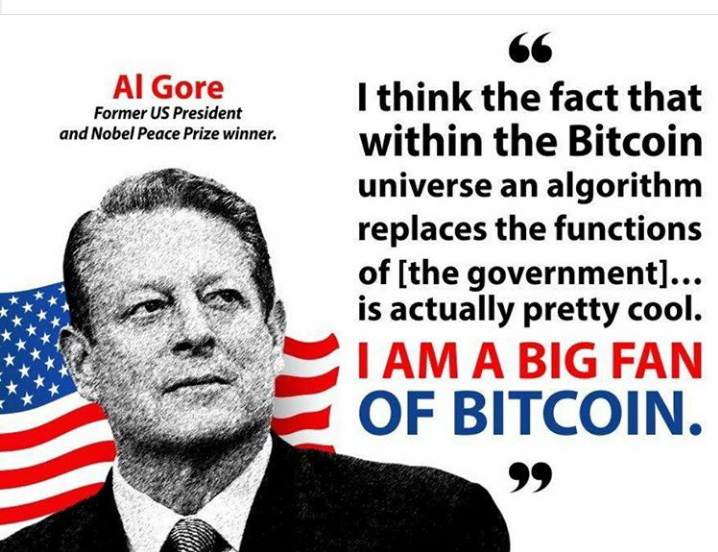 Al Gore
Former US President
and Nobel Peace Prize winner.
“
I think the fact that
within the Bitcoin
universe an algorithm
replaces the functions
of [the government]...
is actually pretty cool.
I AM A BIG FAN
OF BITCOIN.
”